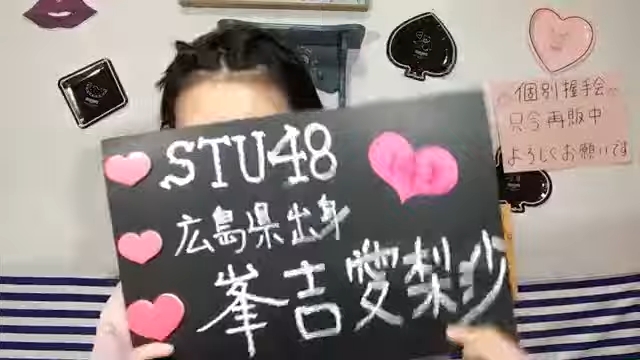 STU48
広島県出身
峯吉愛梨沙
個別握手会
只今再販中
よろしくお願いです